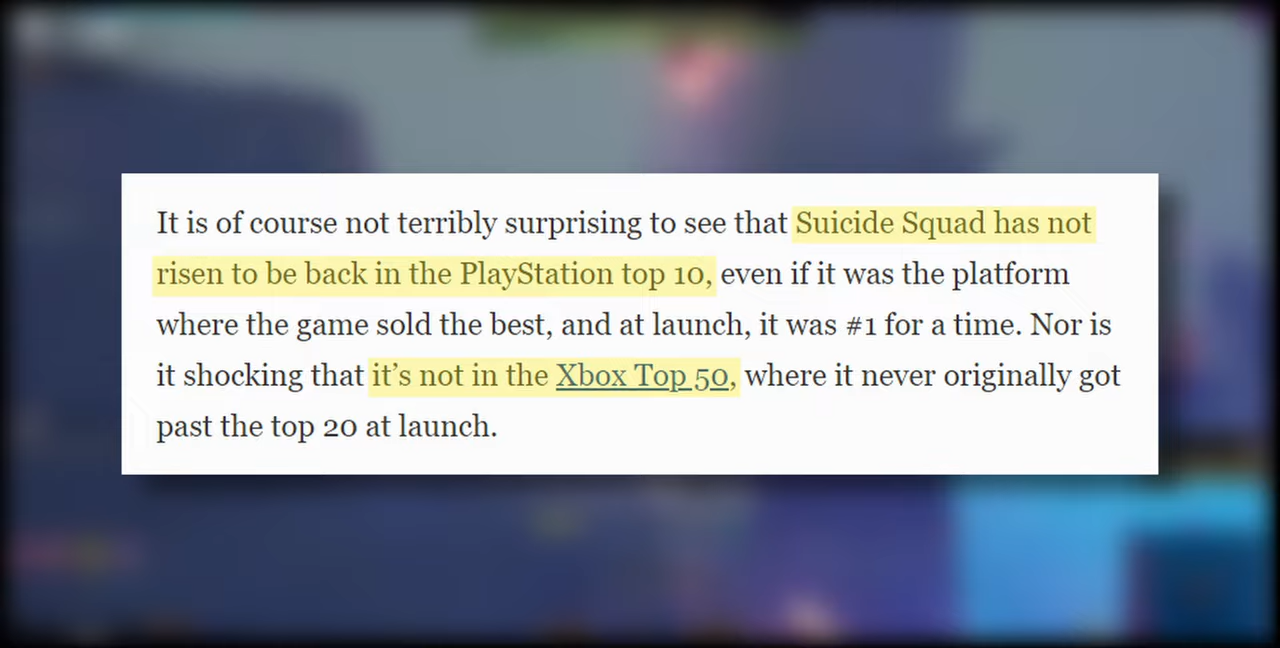 It is of course not terribly surprising to see that Suicide Squad has not
risen to be back in the PlayStation top 10, even if it was the platform
where the game sold the best, and at launch, it was #1 for a time. Nor is
it shocking that it’s not in the Xbox Top 50, where it never originally got
past the top 20 at launch.